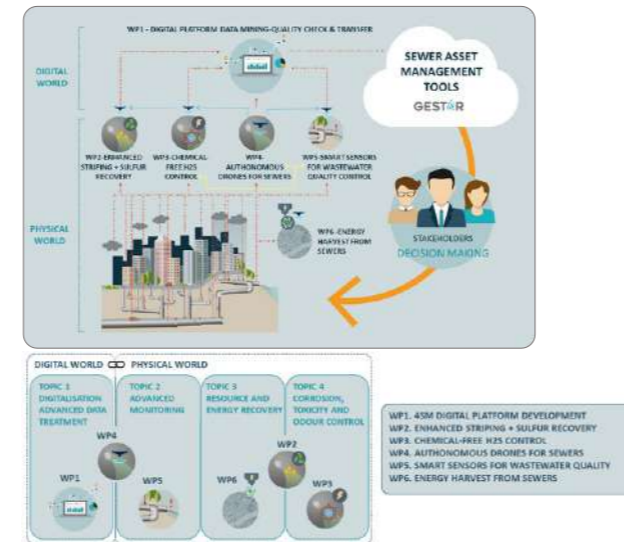 WP1 - DIGITAL PLATFORM DATA MINING-QUALITY CHECK & TRANSFER
DIGITAL
WORLD
SEWER ASSET
MANAGEMENT
TOOLS
GESTAR
WP2-ENHANCED
STRIPING + SULFUR
RECOVERY
WP3-CHEMICAL
FREE H2S
CONTROL
WP4-
AUTHONOMOUS
DRONES FOR SEWERS
WP5-SMART SENSORS
FOR WASTEWATER
QUALITY CONTROL
PHYSICAL
WORLD
WP6 -ENERGY
HARVEST FROM
SEWERS
STAKEHOLDERS
DECISION MAKING
DIGITAL WORLD PHYSICAL WORLD
TOPIC 1
DIGITALISATION
ADVANCED DATA
TREATMENT
TOPIC 2
ADVANCED
MONITORING
TOPIC 3
RESOURCE AND
ENERGY RECOVERY
TOPIC 4
CORROSION,
TOXICITY AND
ODOUR CONTROL
WP4
WP1
WP5
WP2
WP6
WP3
WP1. 4SM DIGITAL PLATFORM DEVELOPMENT
WP2. ENHANCED STRIPING + SULFUR RECOVERY
WP3. CHEMICAL-FREE H2S CONTROL
WP4. AUTHONOMOUS DRONES FOR SEWERS
WP5. SMART SENSORS FOR WASTEWATER QUALITY
WP6. ENERGY HARVEST FROM SEWERS